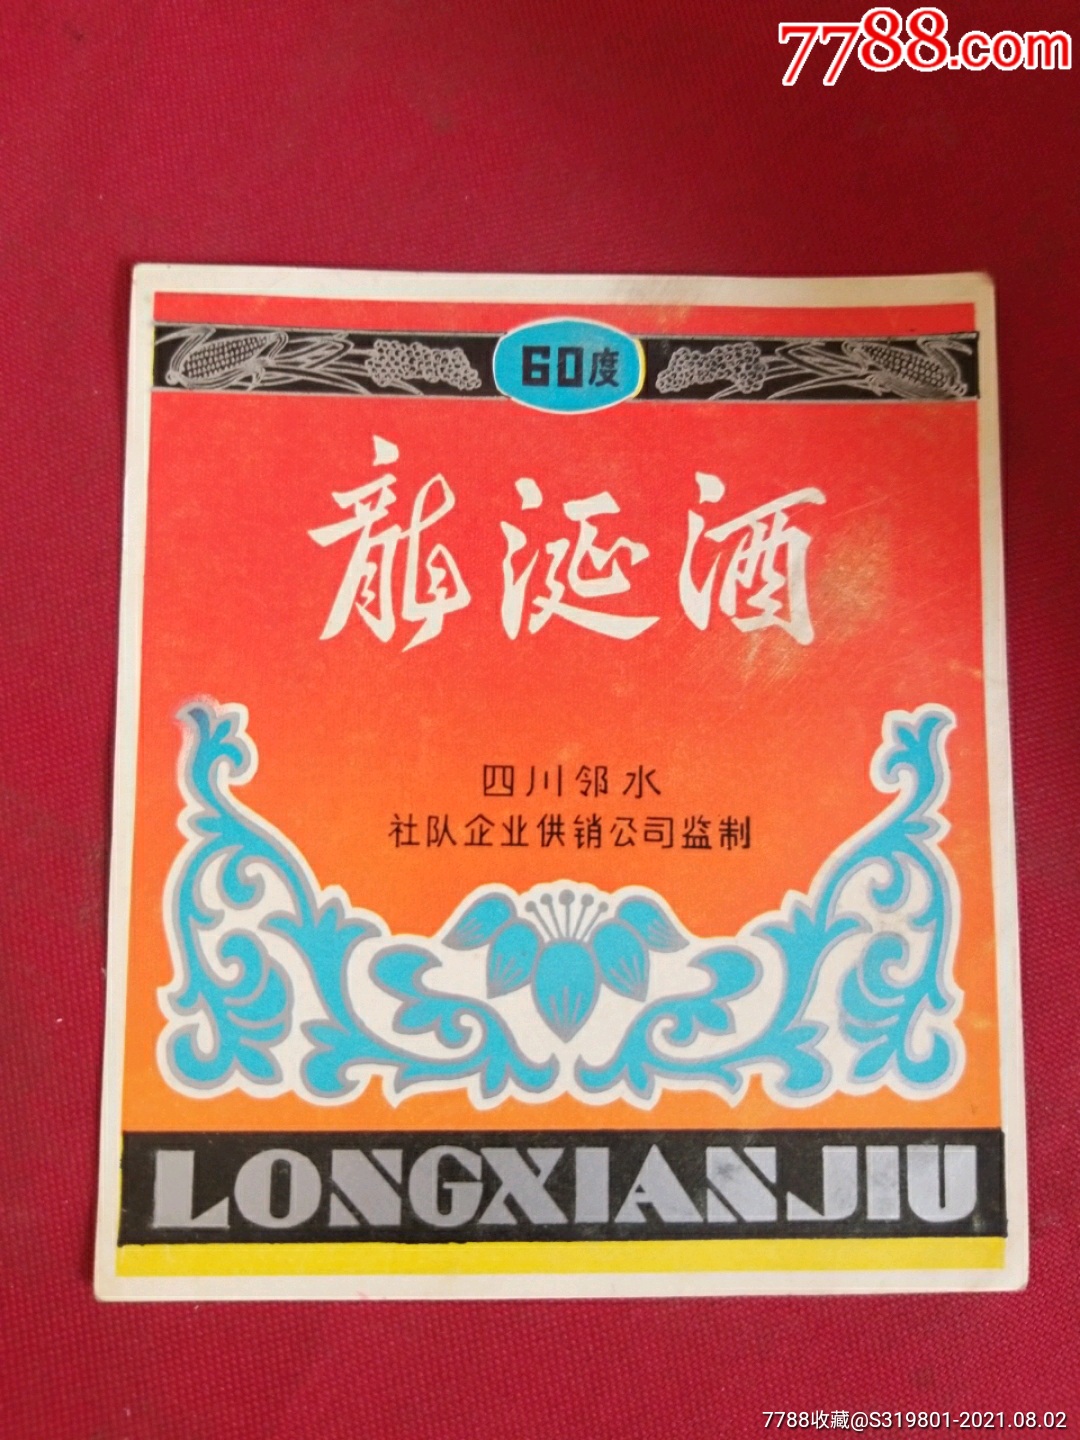 7788.com
60度
龍涎酒
四川邻水
社队企业供销公司监制
LONGXIANJIU
7788收藏@S319801-2021.08.02